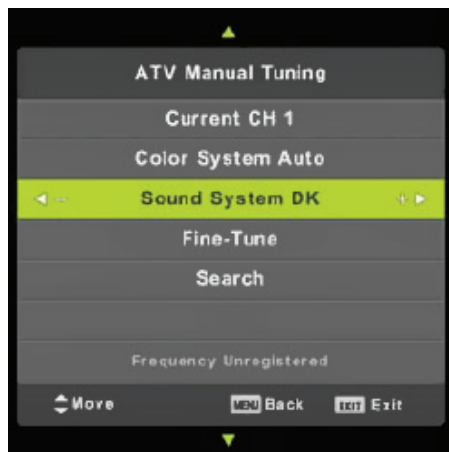 ATV Manual Tuning
Current CH 1
Color System Auto
- Sound System DK +
Fine-Tune
Search
Frequency Unregistered
Move MENU Back EXIT Exit